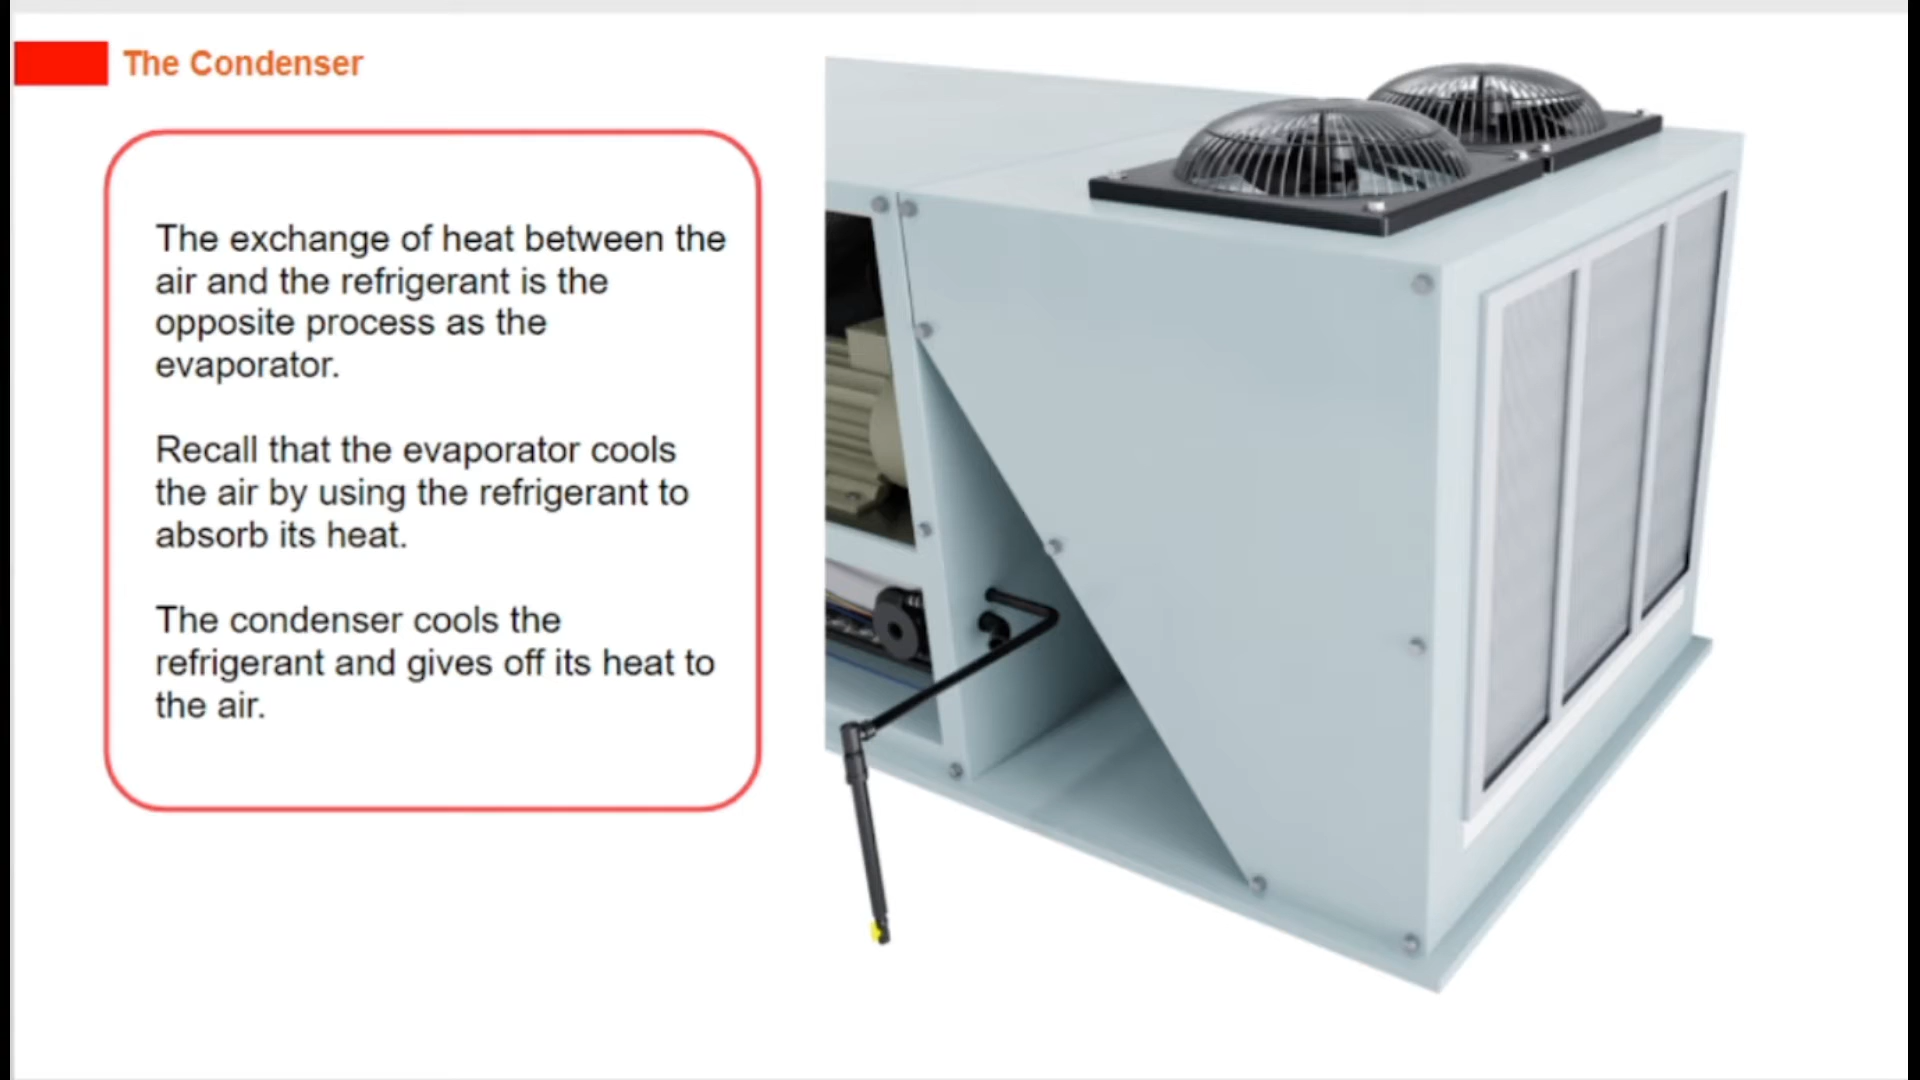 The Condenser
The exchange of heat between the
air and the refrigerant is the
opposite process as the
evaporator.
Recall that the evaporator cools
the air by using the refrigerant to
absorb its heat.
The condenser cools the
refrigerant and gives off its heat to
the air.